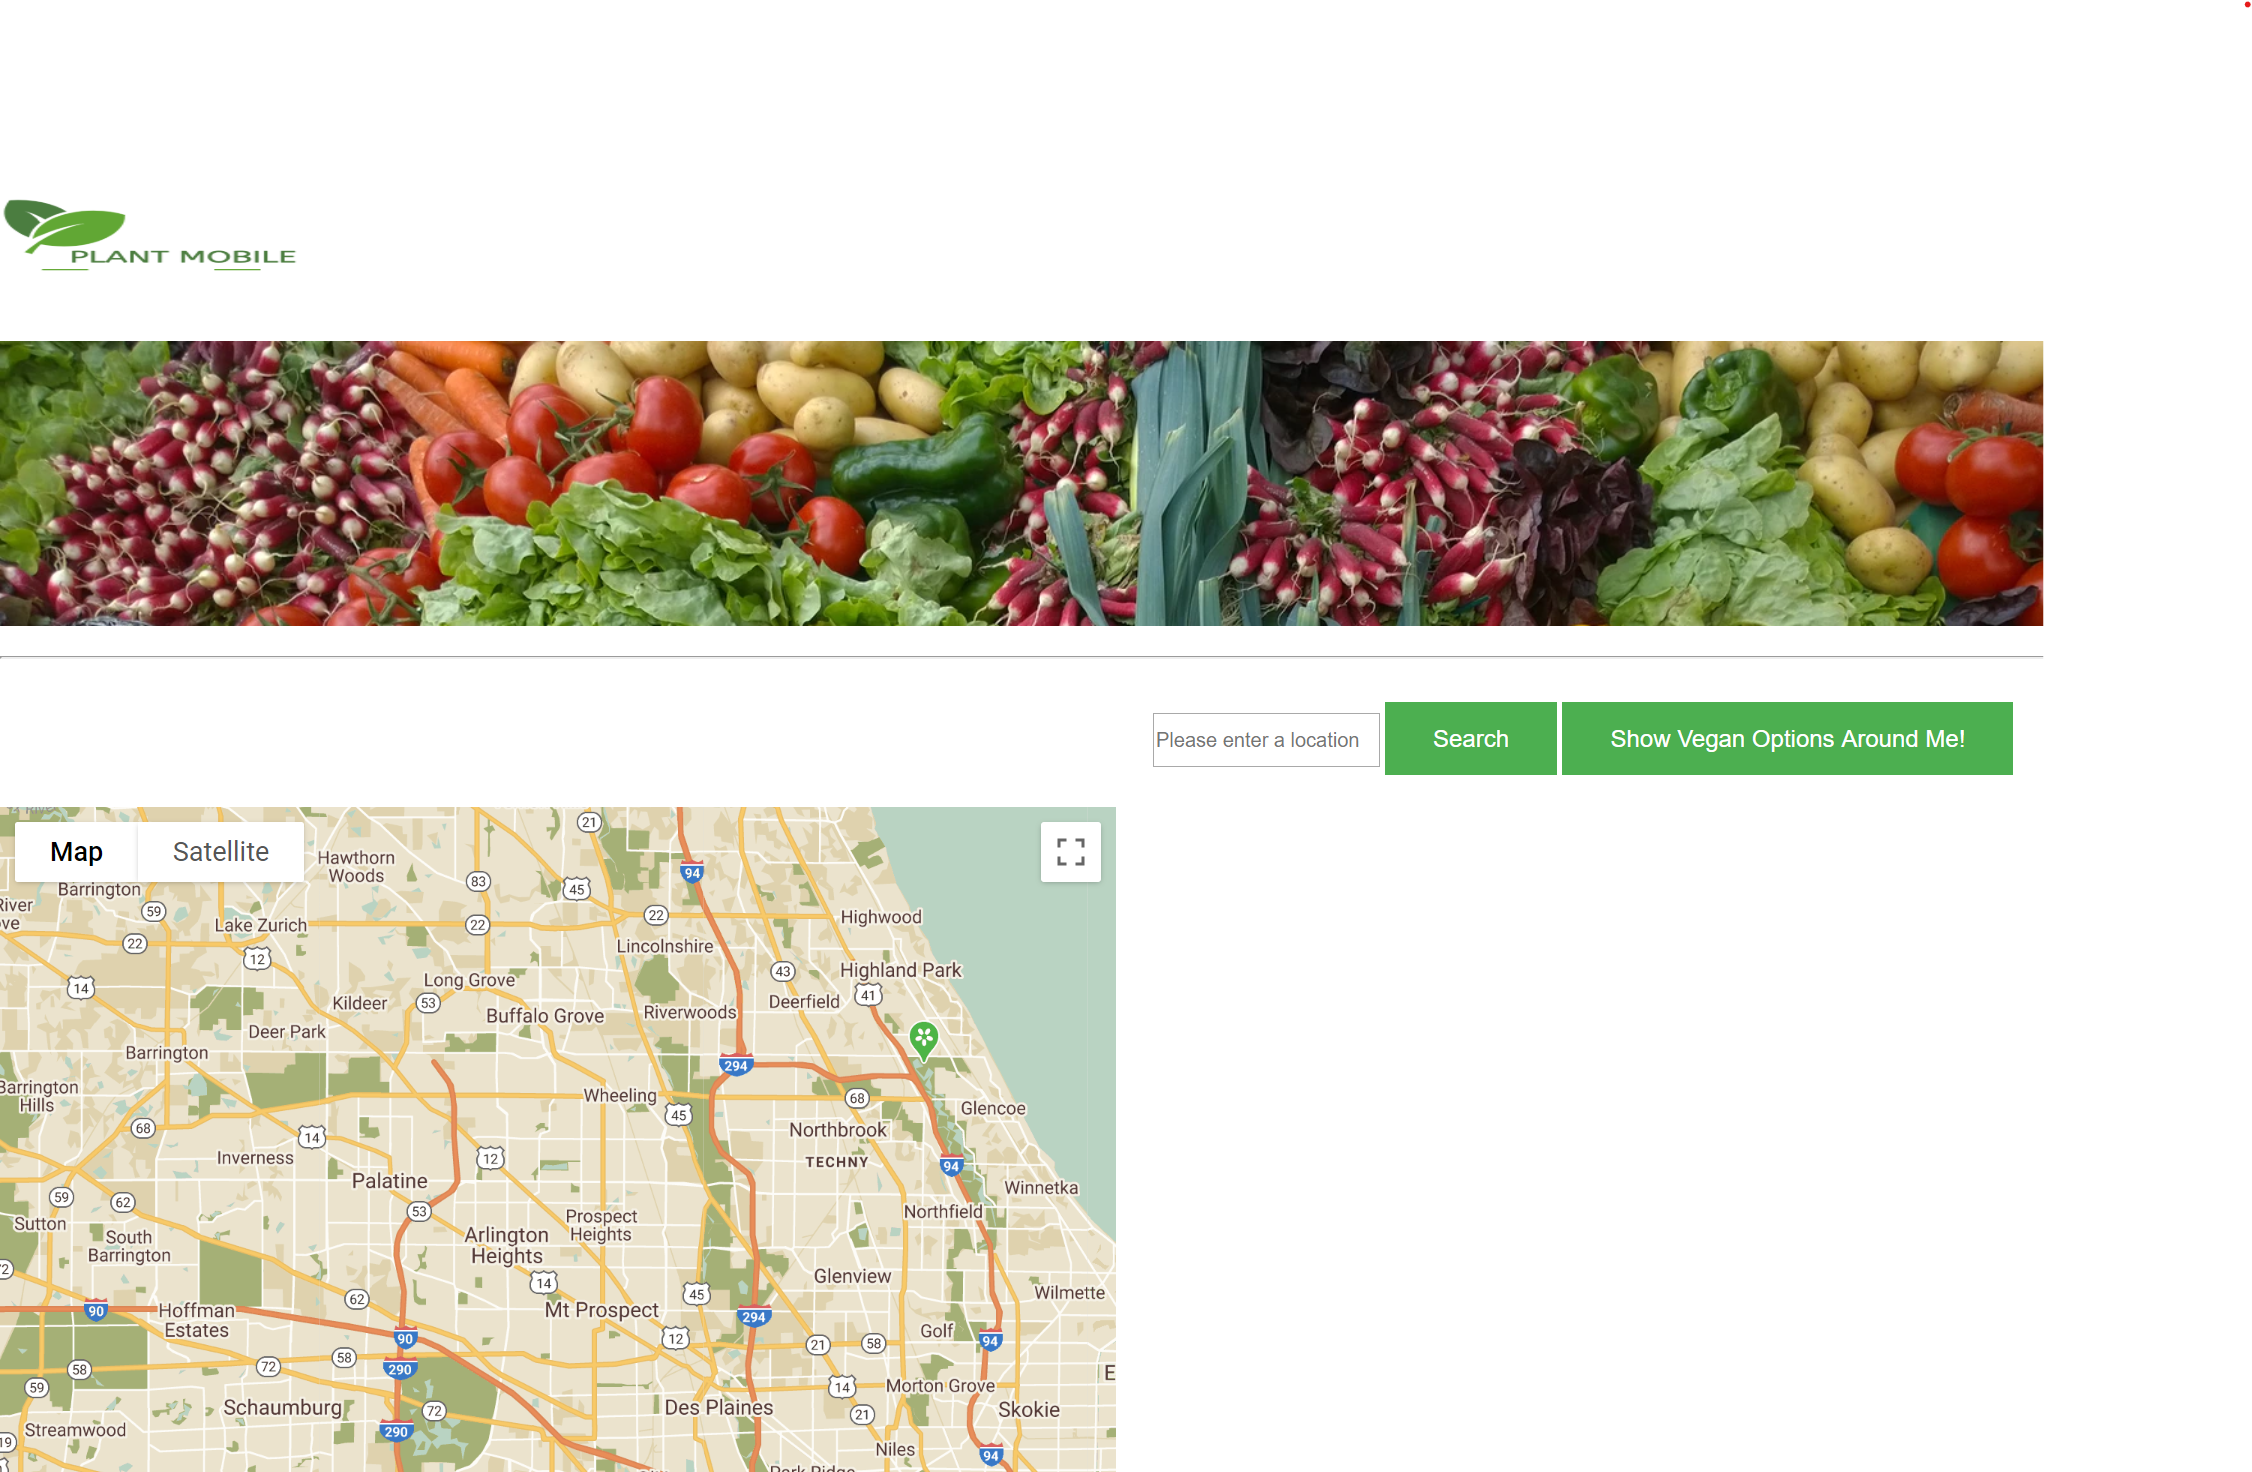 PLANT MOBILE
Please enter a location
Search
Show Vegan Options Around Me!
Map
Satellite
21
Hawthorn
Woods
94
83
45
Barrington
River
59
22
Highwood
Lake Zurich
22
22
Lincolnshire
12
43
Highland Park
Long Grove
14
41
Kildeer
53
Deerfield
Buffalo Grove
Riverwoods
Deer Park
Barrington
294
Barrington
Hills
Wheeling
45
68
Glencoe
68
14
Northbrook
Inverness
12
TECHNY
94
Palatine
Winnetka
59
62
53
Northfield
Sutton
South
Barrington
Prospect
Heights
Arlington
Heights
14
Glenview
62
45
Wilmette
90
Hoffman
Estates
Mt Prospect
294
90
12
Golf
94
21
58
58
72
58
290
59
14
Morton Grove
E
Schaumburg
72
Des Plaines
21
Skokie
Streamwood
290
19
Niles
94
Park Ridge